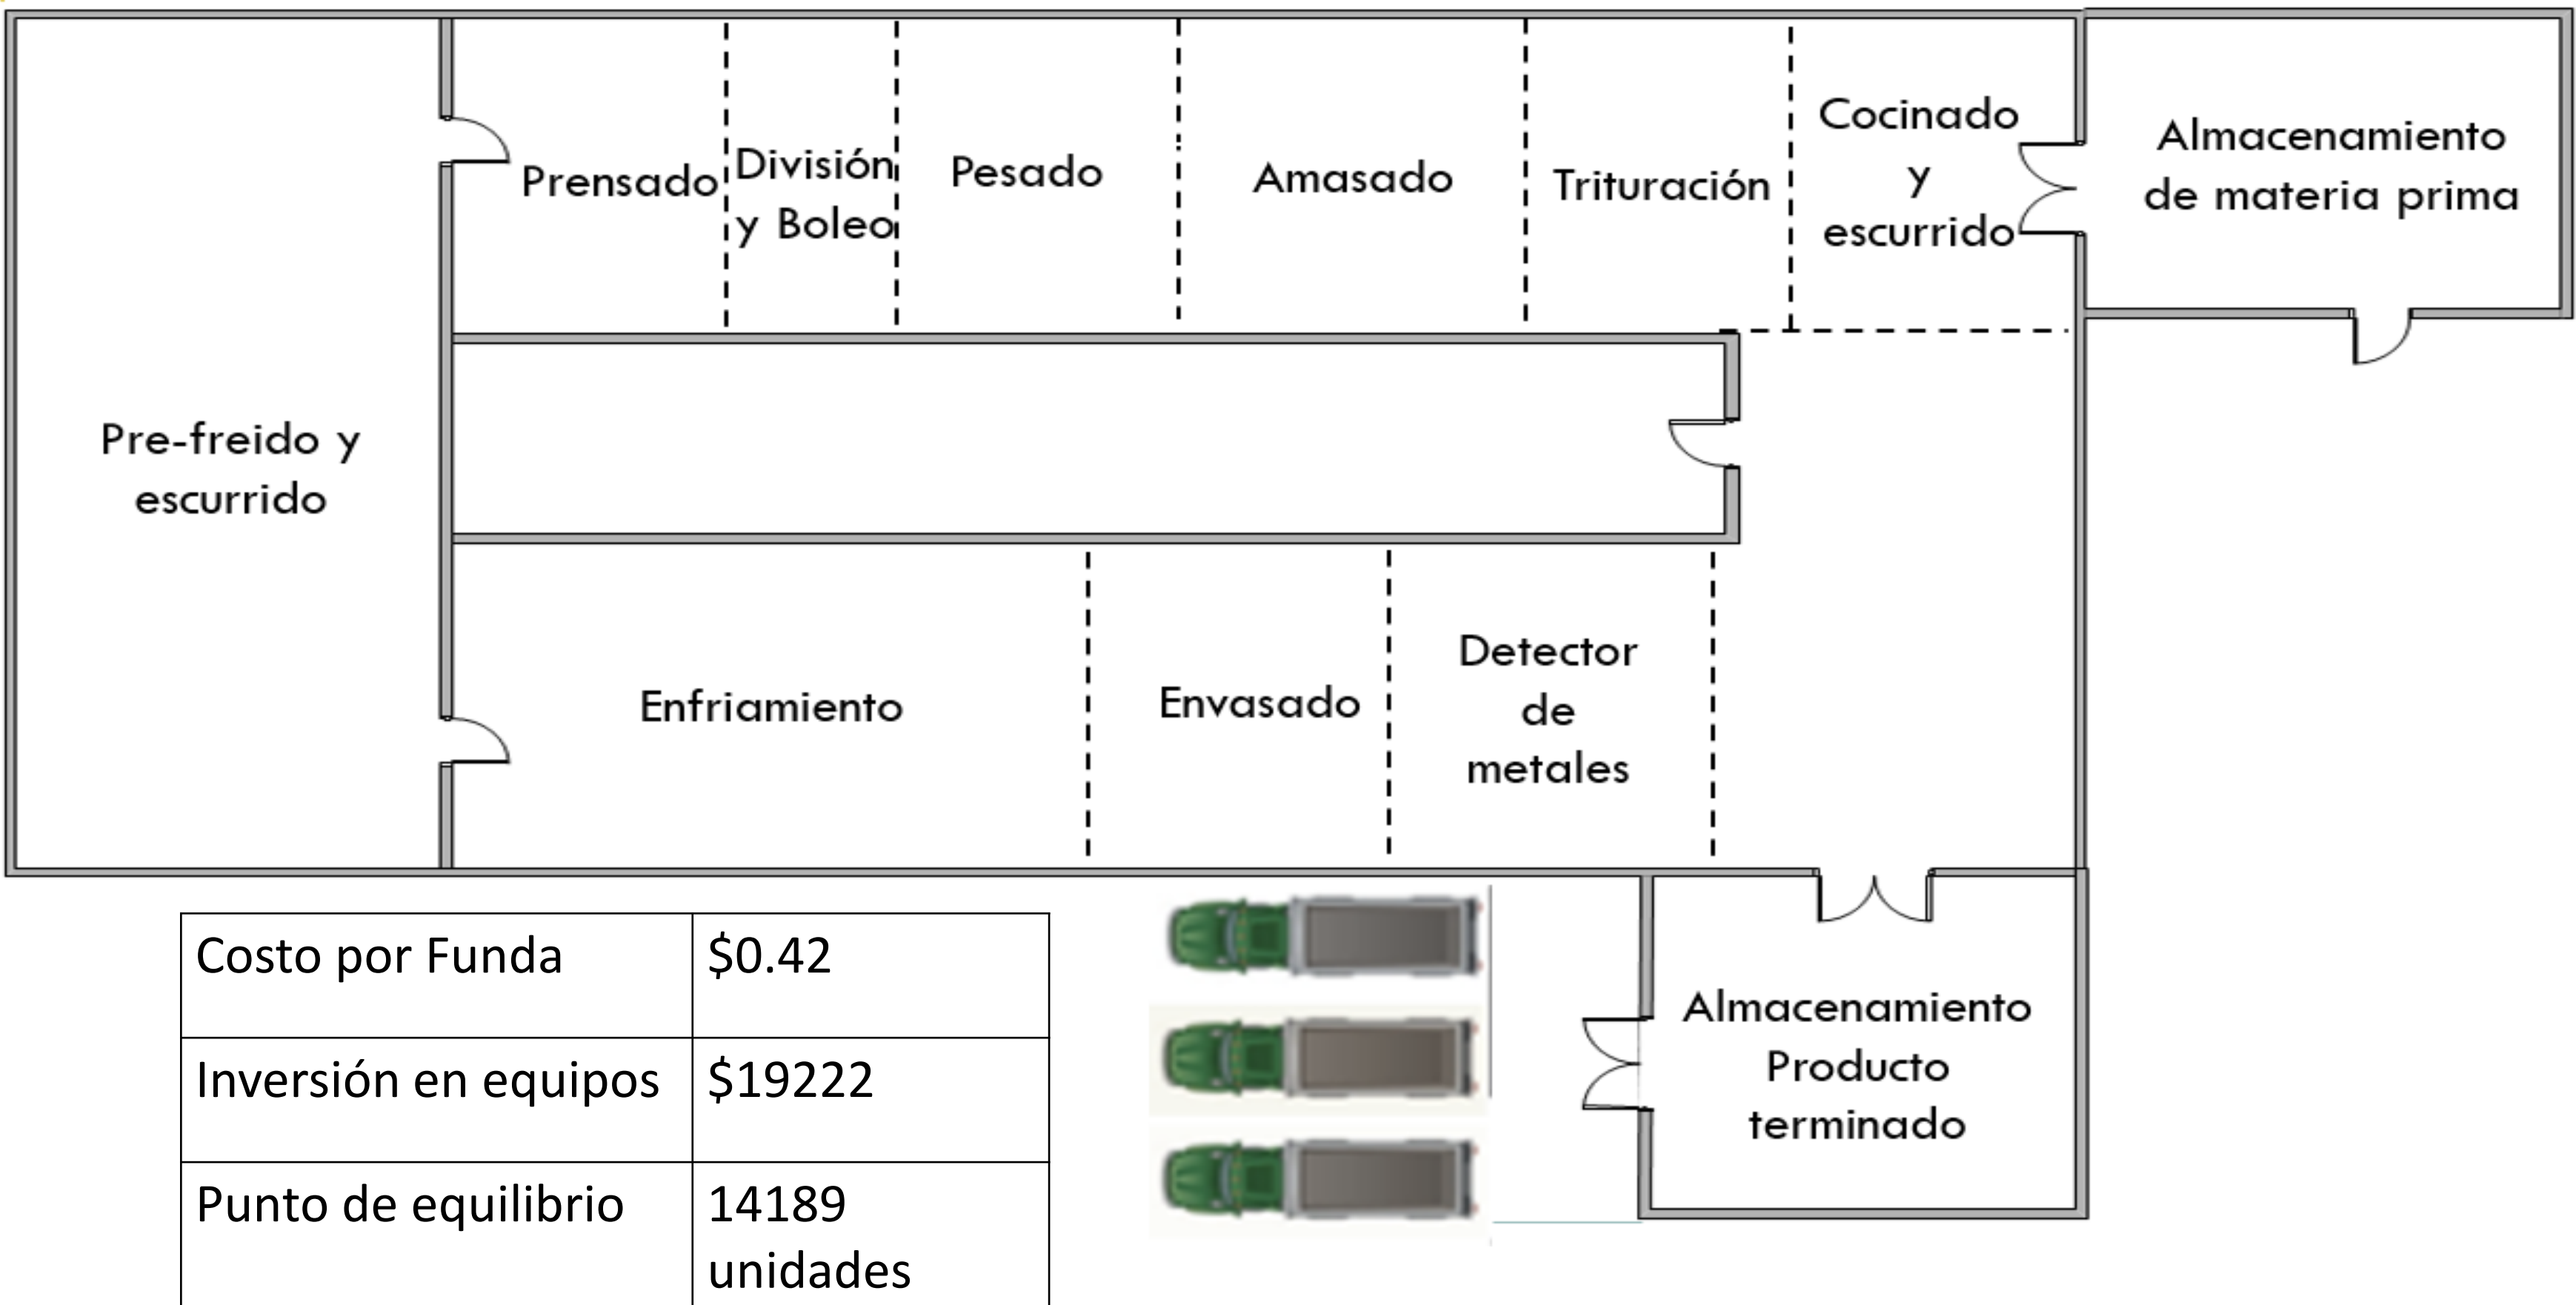 Prensado
División
y Boleo
Pesado
Amasado
Trituración
Cocinado
y
escurrido
Almacenamiento
de materia prima
Pre-freido y
escurrido
Enfriamiento
Envasado
Detector
de
metales
Almacenamiento
Producto
terminado
Costo por Funda $0.42
Inversión en equipos $19222
Punto de equilibrio 14189
unidades